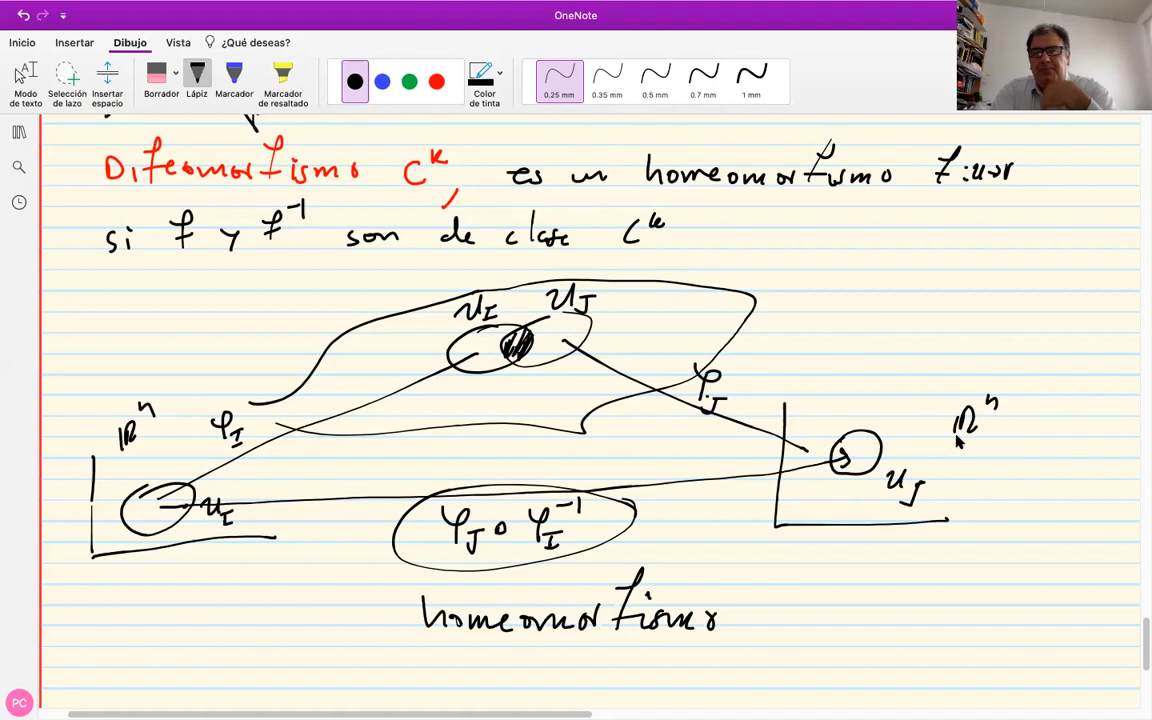 OneNote
Inicio Insertar Dibujo Vista ¿Qué deseas?
Modo de texto
Selección de lazo
Insertar espacio
Borrador
Lápiz
Marcador
Marcador de resaltado
Color de tinta
0.25 mm 0.35 mm 0.5 mm 0.7 mm 1 mm
Difeomorfismo C^k, es un homeomorfismo f:u→v
si f y f^-1 son de clase C^k
U_I U_J
φ_J
R^n φ_I R^n
U_I U_J
φ_J ∘ φ_I^-1
homeomorfismo
PC